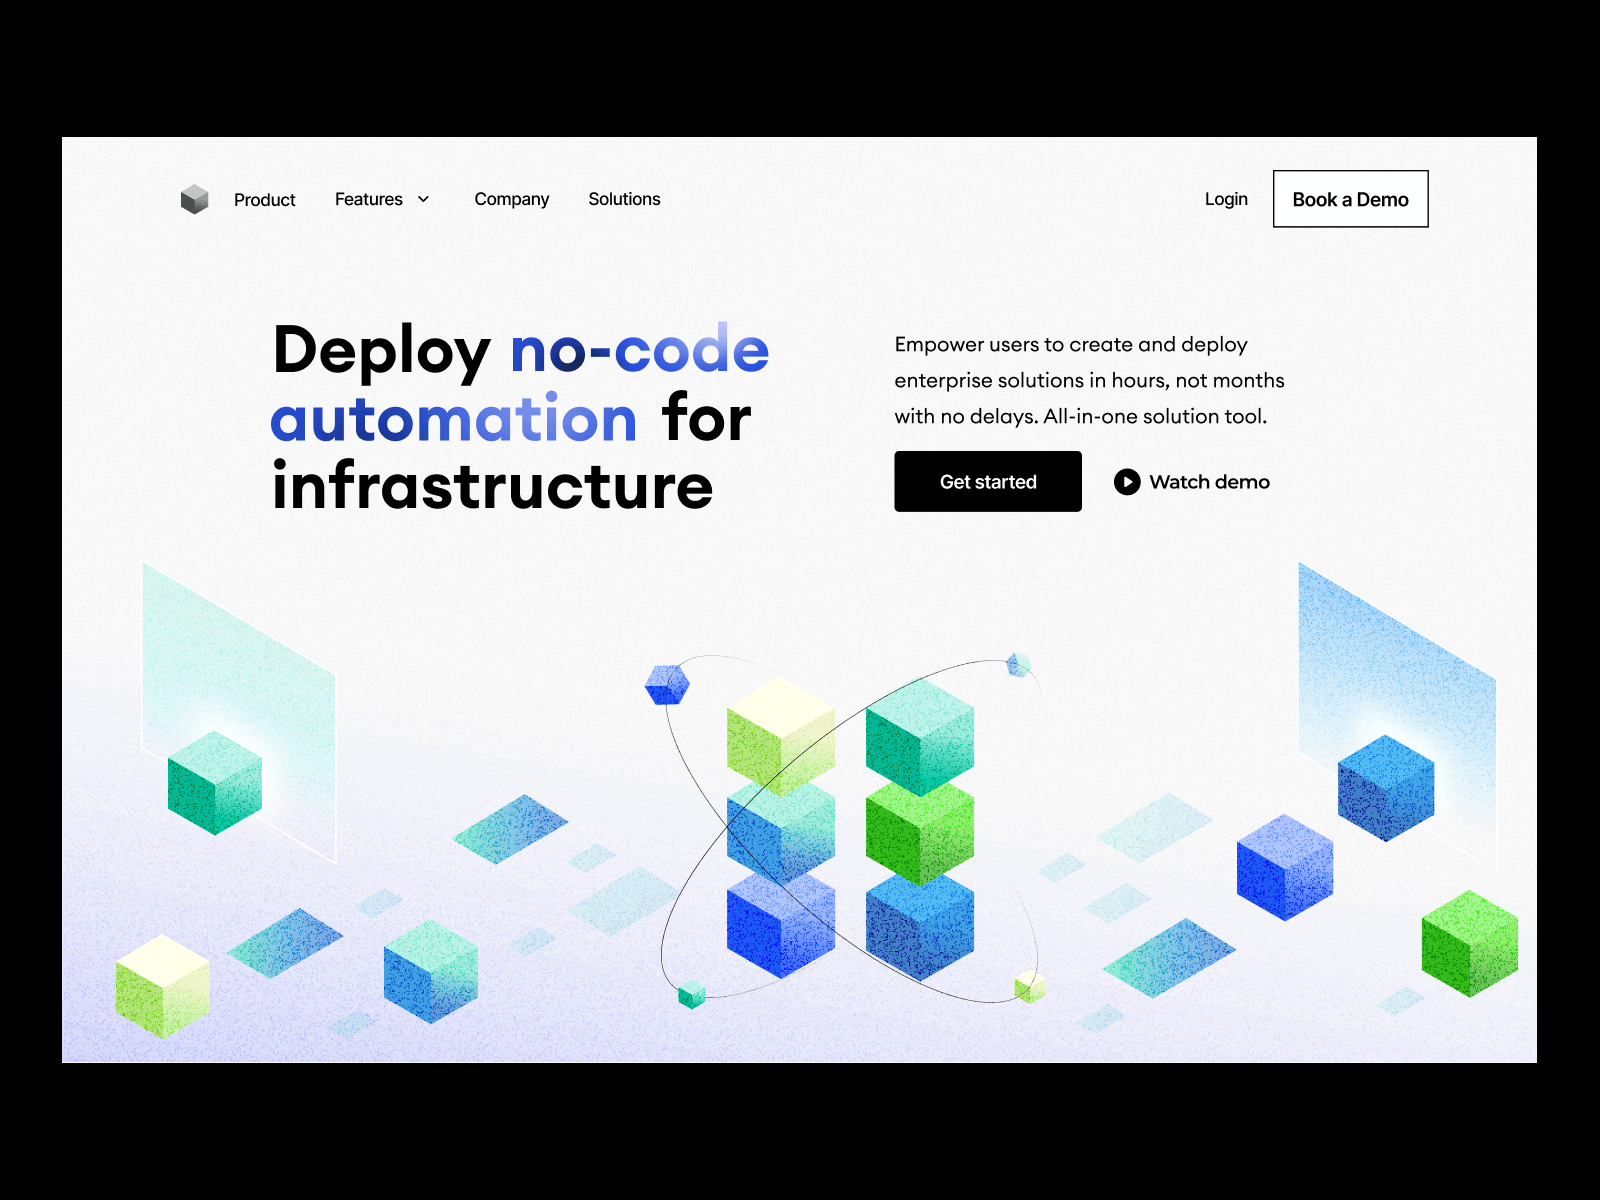 Product
Features
Company
Solutions
Login
Book a Demo
Deploy no-code
automation for
infrastructure
Empower users to create and deploy
enterprise solutions in hours, not months
with no delays. All-in-one solution tool.
Get started
Watch demo